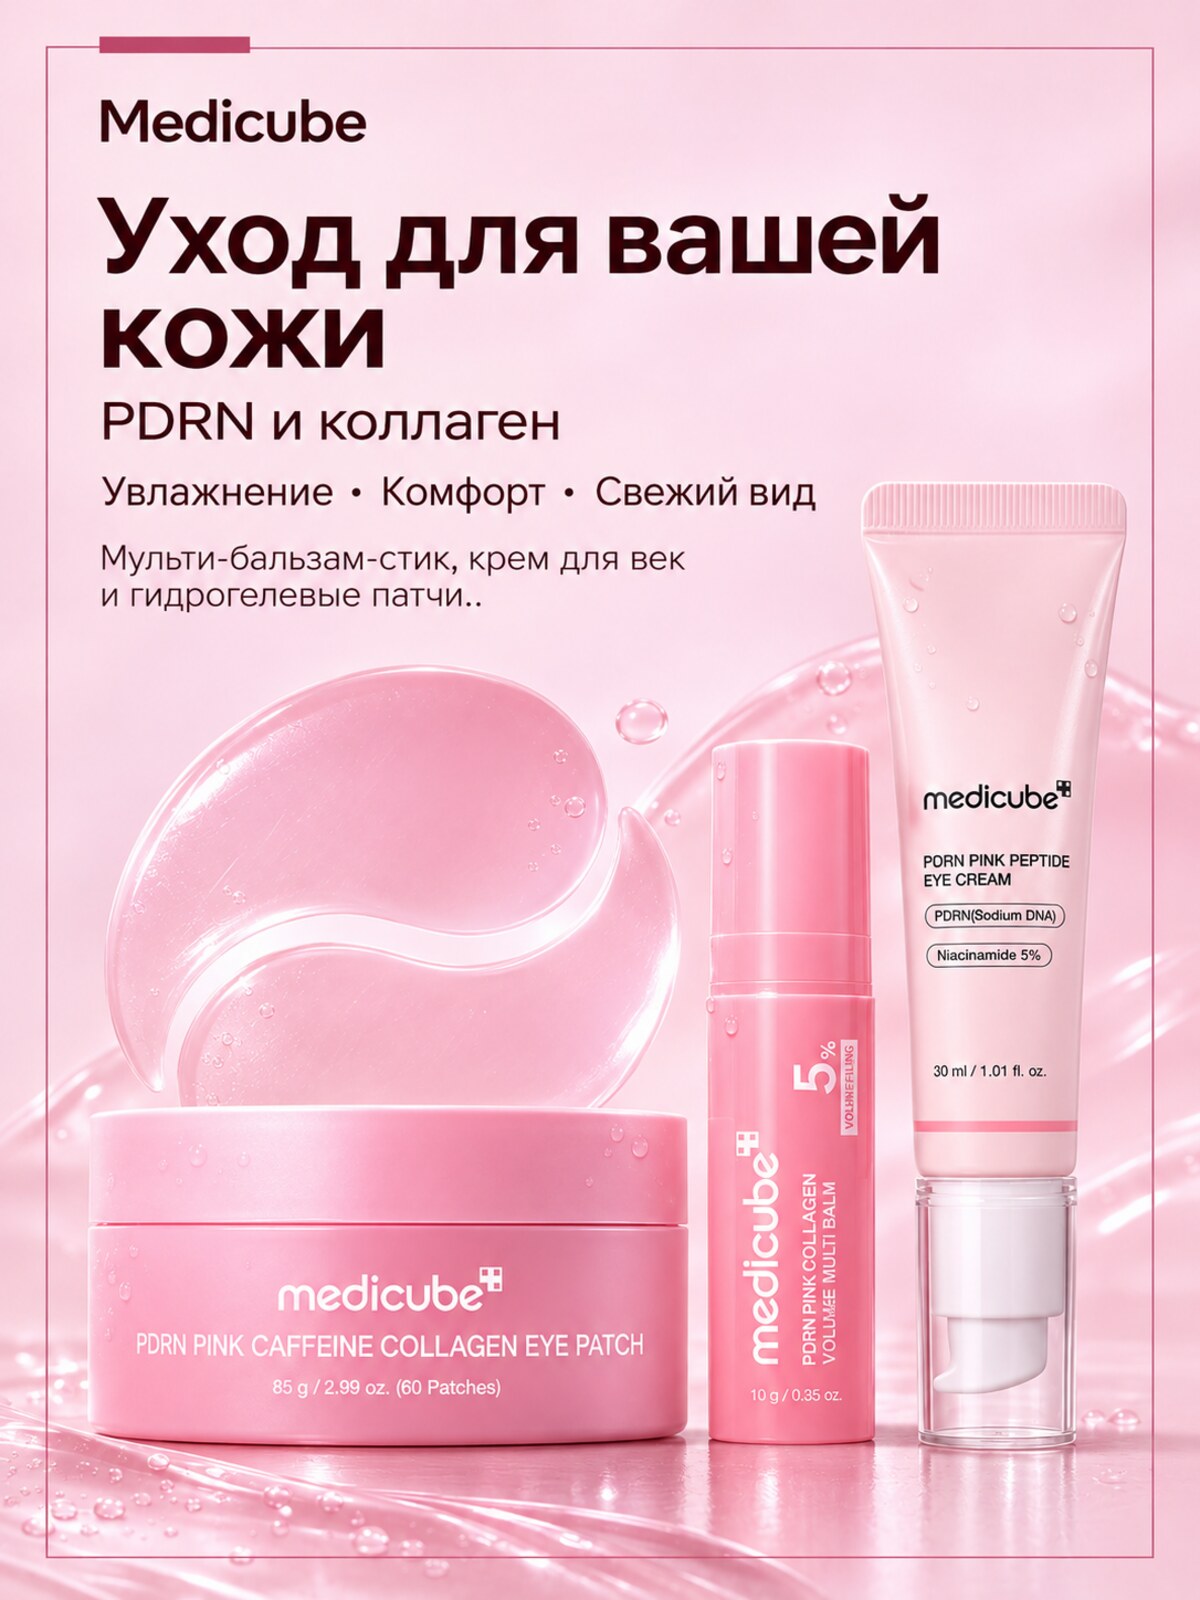 Medicube
Уход для вашей
кожи
PDRN и коллаген
Увлажнение • Комфорт • Свежий вид
Мульти-бальзам-стик, крем для век
и гидрогелевые патчи..
medicube
PDRN PINK PEPTIDE
EYE CREAM
PDRN(Sodium DNA)
Niacinamide 5%
30 ml / 1.01 fl. oz.
5%
medicube
PDRN PINK COLLAGEN
MULTI BALM
10 g / 0.35 oz.
medicube
PDRN PINK CAFFEINE COLLAGEN EYE PATCH
85 g / 2.99 oz. (60 Patches)